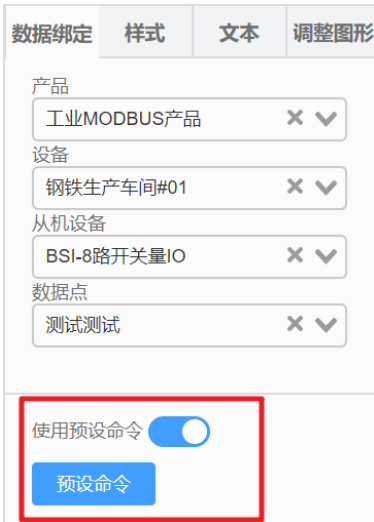 数据绑定 样式 文本 调整图形
产品
工业MODBUS产品
设备
钢铁生产车间#01
从机设备
BSI-8路开关量IO
数据点
测试测试
使用预设命令
预设命令